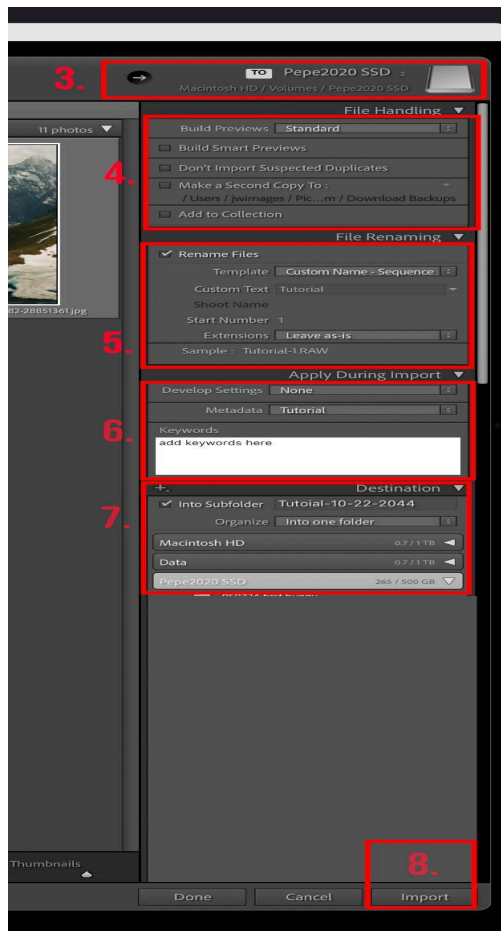 3.
TO Pepe2020 SSD
Macintosh HD / Volumes / Pepe2020 SSD
11 photos
82-28851361.jpg
File Handling
4.
Build Previews Standard
Build Smart Previews
Don't Import Suspected Duplicates
Make a Second Copy To :
/ Users / jwimages / Pic...m / Download Backups
Add to Collection
File Renaming
5.
Rename Files
Template Custom Name - Sequence
Custom Text Tutorial
Shoot Name
Start Number 1
Extensions Leave as-is
Sample : Tutorial-1.RAW
Apply During Import
6.
Develop Settings None
Metadata Tutorial
Keywords
add keywords here
Destination
7.
Into Subfolder Tutoial-10-22-2044
Organize Into one folder
Macintosh HD 0.7 / 1 TB
Data 0.7 / 1 TB
Pepe2020 SSD 265 / 500 GB
Thumbnails
8.
Done Cancel Import